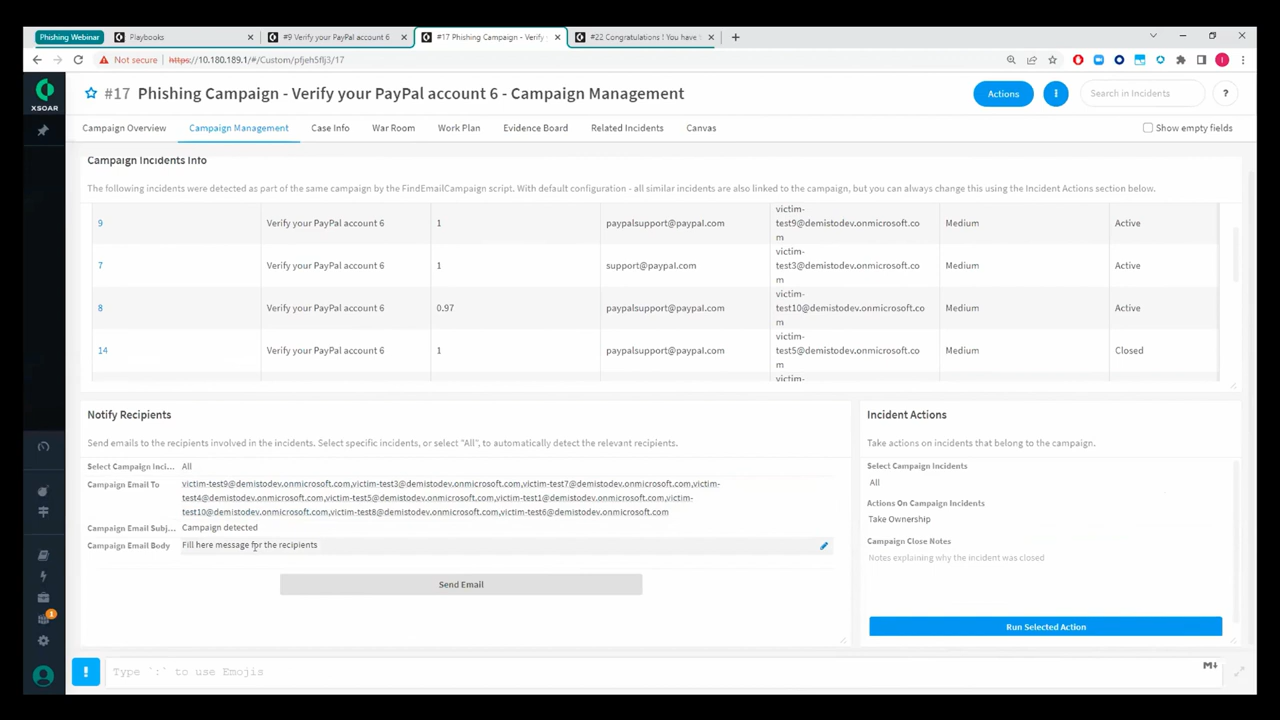 Phishing Webinar
Playbooks
#9 Verify your PayPal account 6
#17 Phishing Campaign - Verify
#22 Congratulations ! You have
Not secure
https://10.180.189.1/#/Custom/pfjeh5flj3/17
XSOAR
#17 Phishing Campaign - Verify your PayPal account 6 - Campaign Management
Actions
Search in Incidents
?
Campaign Overview
Campaign Management
Case Info
War Room
Work Plan
Evidence Board
Related Incidents
Canvas
Show empty fields
Campaign Incidents Info
The following incidents were detected as part of the same campaign by the FindEmailCampaign script. With default configuration - all similar incidents are also linked to the campaign, but you can always change this using the Incident Actions section below.
9 Verify your PayPal account 6 1 paypalsupport@paypal.com victim-
test9@demistodev.onmicrosoft.co
m Medium Active
7 Verify your PayPal account 6 1 support@paypal.com victim-
test3@demistodev.onmicrosoft.co
m Medium Active
8 Verify your PayPal account 6 0.97 paypalsupport@paypal.com victim-
test10@demistodev.onmicrosoft.co
m Medium Active
14 Verify your PayPal account 6 1 paypalsupport@paypal.com victim-
test5@demistodev.onmicrosoft.co
m Medium Closed
victim-
Notify Recipients
Send emails to the recipients involved in the incidents. Select specific incidents, or select "All", to automatically detect the relevant recipients.
Select Campaign Inci... All
Campaign Email To victim-test9@demistodev.onmicrosoft.com,victim-test3@demistodev.onmicrosoft.com,victim-test7@demistodev.onmicrosoft.com,victim-
test4@demistodev.onmicrosoft.com,victim-test5@demistodev.onmicrosoft.com,victim-test1@demistodev.onmicrosoft.com,victim-
test10@demistodev.onmicrosoft.com,victim-test8@demistodev.onmicrosoft.com,victim-test6@demistodev.onmicrosoft.com
Campaign Email Subj... Campaign detected
Campaign Email Body Fill here message for the recipients
Send Email
Incident Actions
Take actions on incidents that belong to the campaign.
Select Campaign Incidents
All
Actions On Campaign Incidents
Take Ownership
Campaign Close Notes
Notes explaining why the incident was closed
Run Selected Action
1
!
Type `:` to use Emojis
M